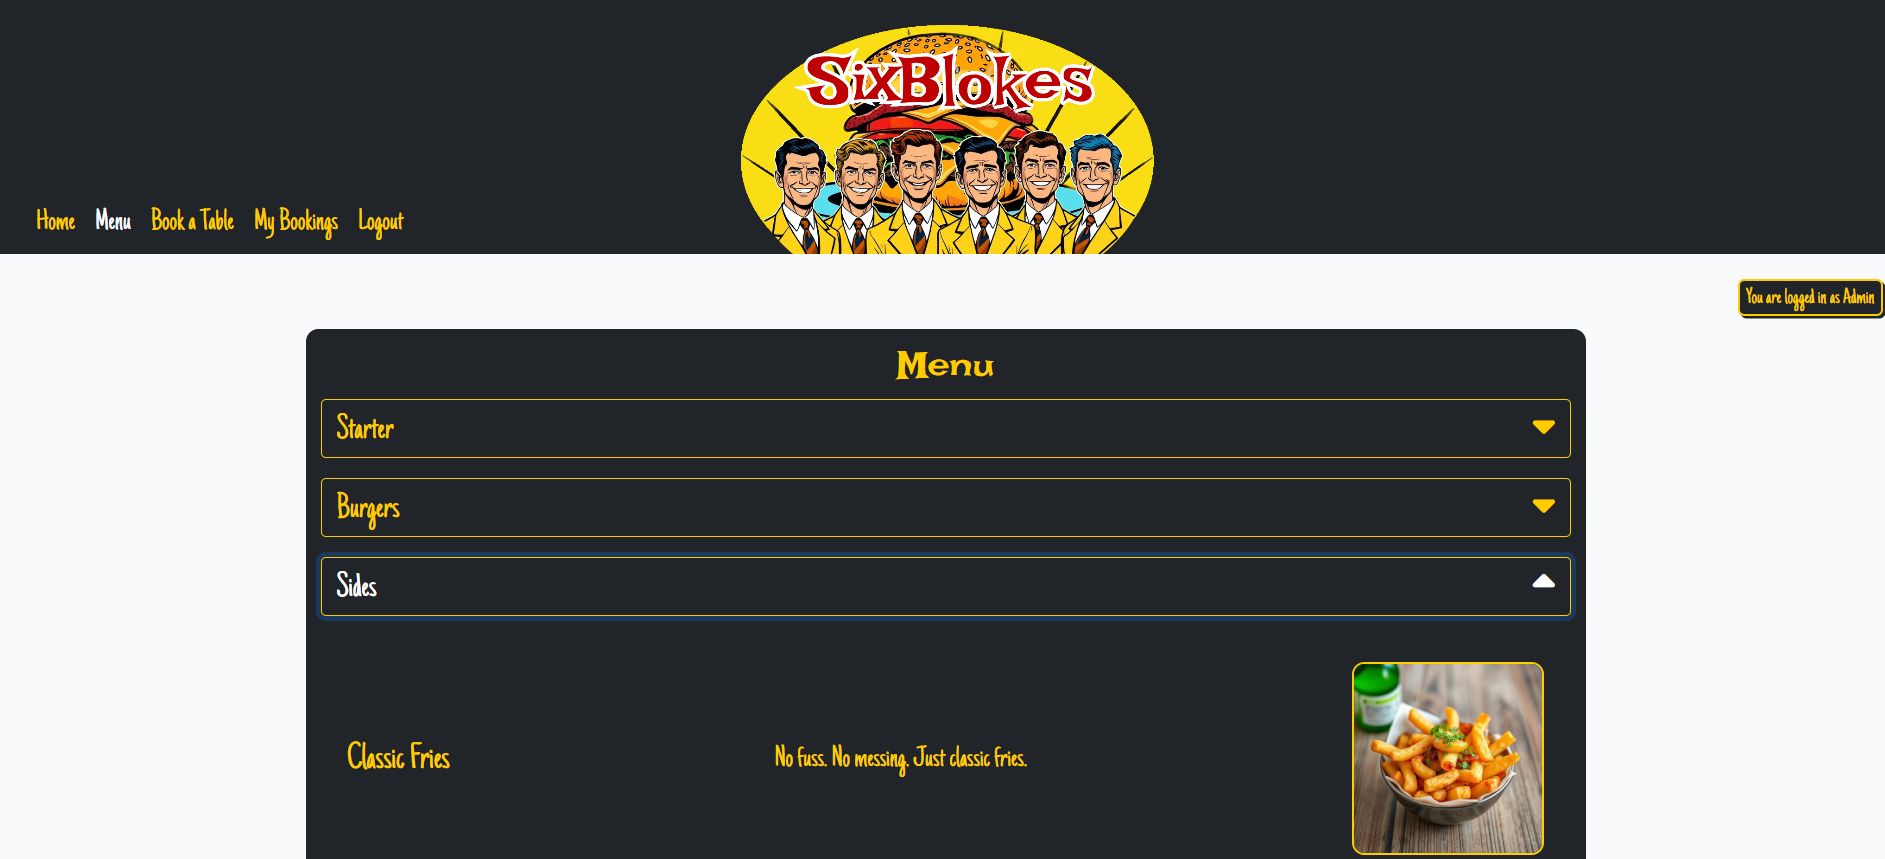 SixBlokes
Home Menu Book a Table My Bookings Logout
You are logged in as Admin
Menu
Starter
Burgers
Sides
Classic Fries No fuss. No messing. Just classic fries.